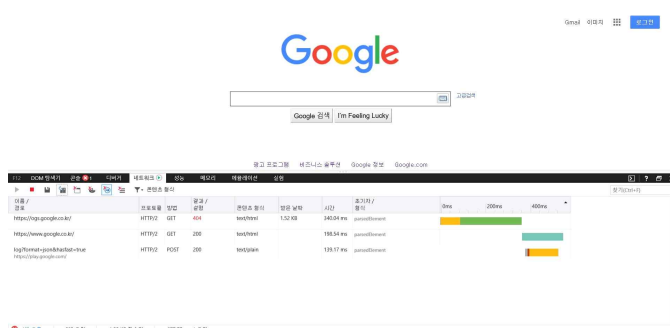 Gmail 이미지 로그인
Google
고급검색
Google 검색 I'm Feeling Lucky
광고 프로그램 비즈니스 솔루션 Google 정보 Google.com
F12 DOM 탐색기 콘솔 디버거 네트워크 성능 메모리 에뮬레이션 실험 ?
콘텐츠 형식 찾기(Ctrl+F)
이름 / 경로 프로토콜 방법 결과 / 설명 콘텐츠 형식 받은 날짜 시간 초기자 / 형식 0ms 200ms 400ms
https://ogs.google.co.kr/ HTTP/2 GET 404 text/html 1.52 KB 340.04 ms parsedElement
https://www.google.co.kr/ HTTP/2 GET 200 text/html 198.54 ms parsedElement
log?format=json&hasfast=true HTTP/2 POST 200 text/plain 139.17 ms parsedElement
https://play.google.com/